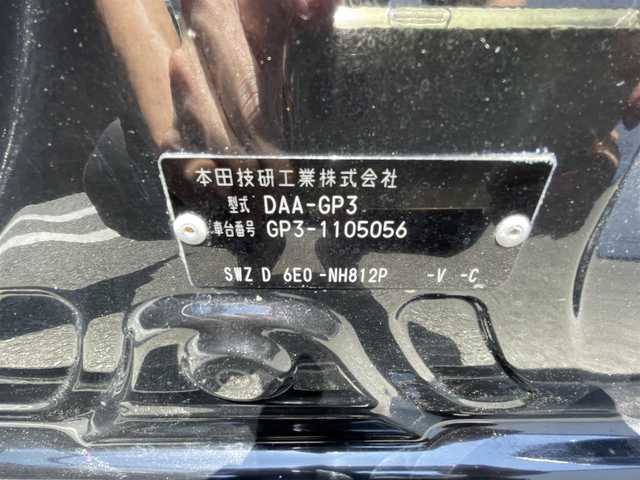 本田技研工業株式会社
型式 DAA-GP3
車台番号 GP3-1105056
SWZ D 6E0 -NH812P -V -C